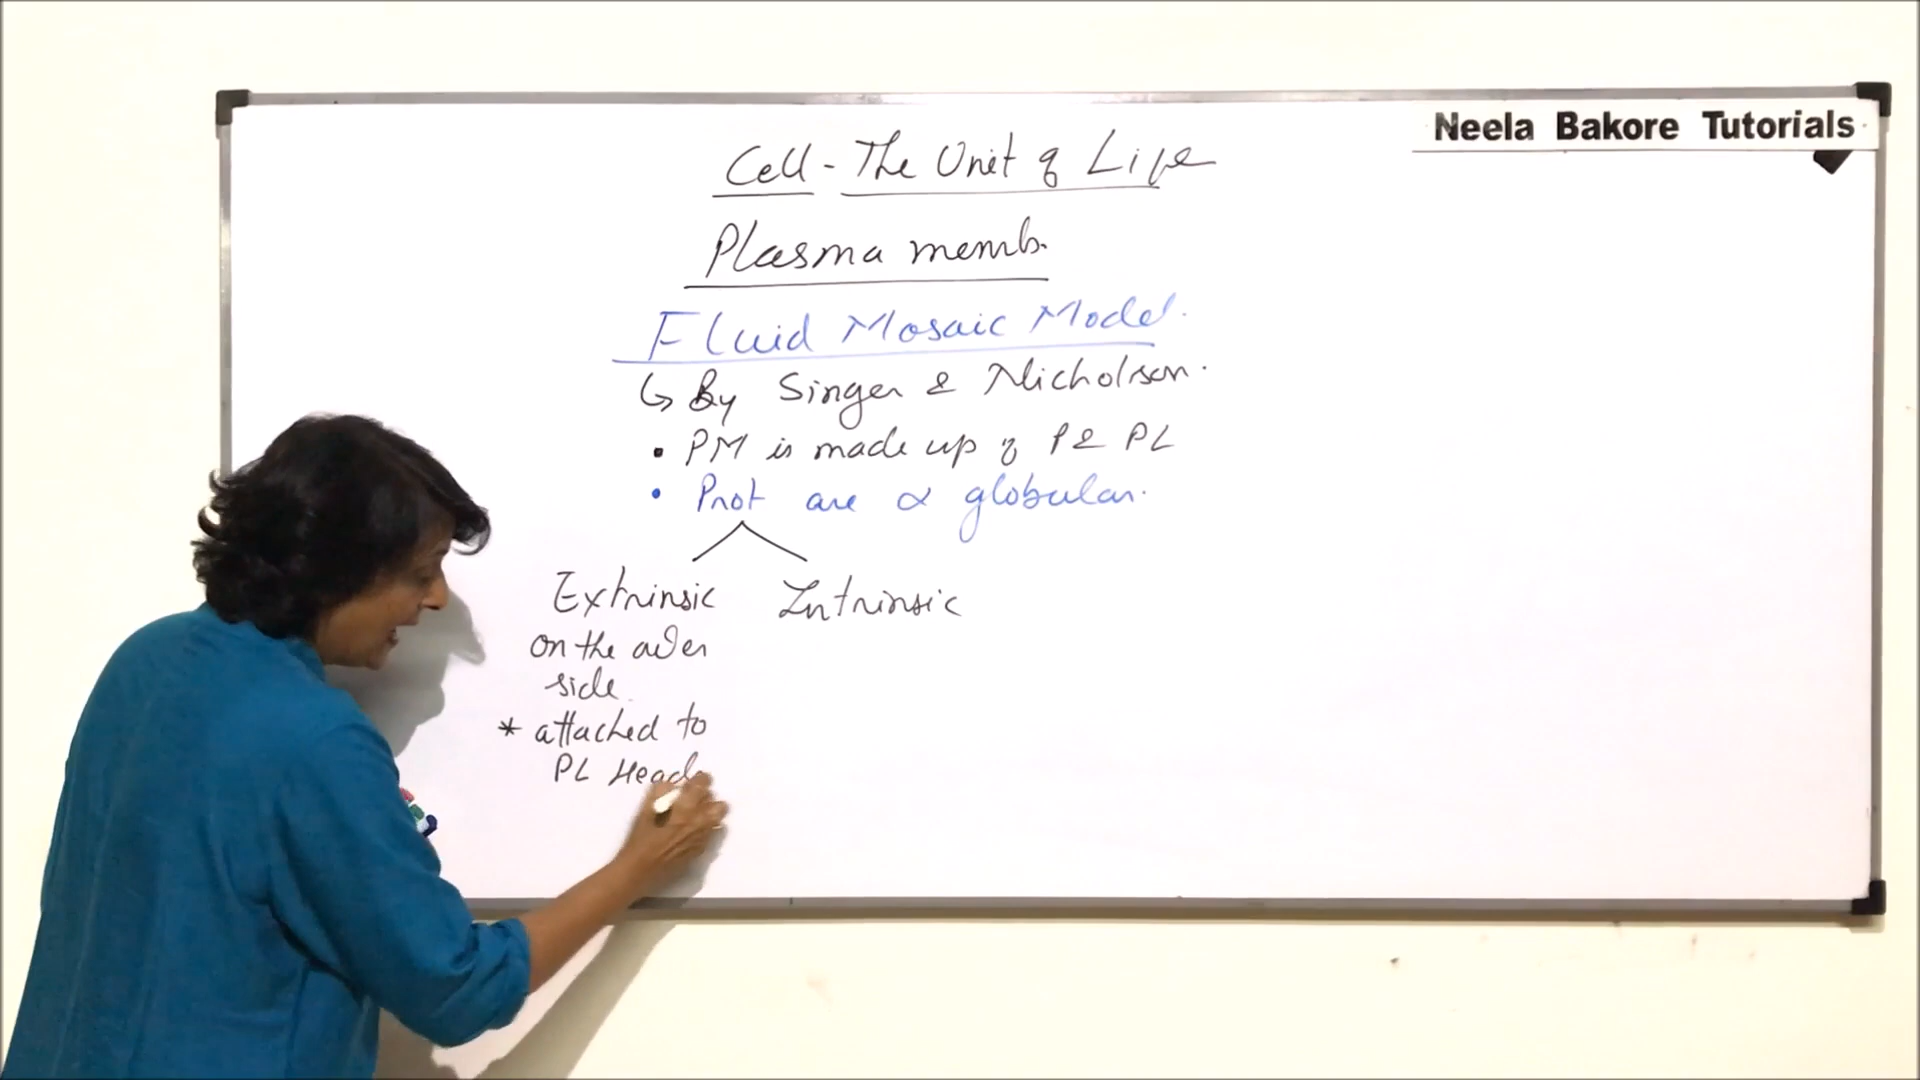 Neela Bakore Tutorials
Cell - The Unit of Life
Plasma memb.
Fluid Mosaic Model.
↳ By Singer & Nicholson.
• PM is made up of P & PL
• Prot are α globular.
Extrinsic Intrinsic
on the outer
side
* attached to
PL Head